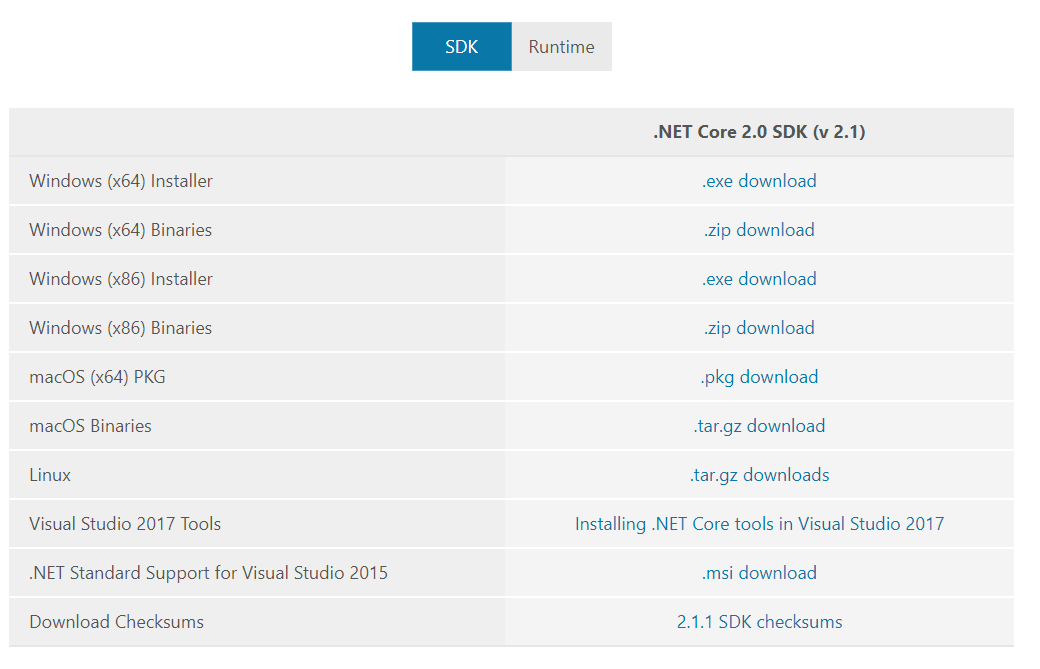 SDK Runtime
.NET Core 2.0 SDK (v 2.1)
Windows (x64) Installer .exe download
Windows (x64) Binaries .zip download
Windows (x86) Installer .exe download
Windows (x86) Binaries .zip download
macOS (x64) PKG .pkg download
macOS Binaries .tar.gz download
Linux .tar.gz downloads
Visual Studio 2017 Tools Installing .NET Core tools in Visual Studio 2017
.NET Standard Support for Visual Studio 2015 .msi download
Download Checksums 2.1.1 SDK checksums